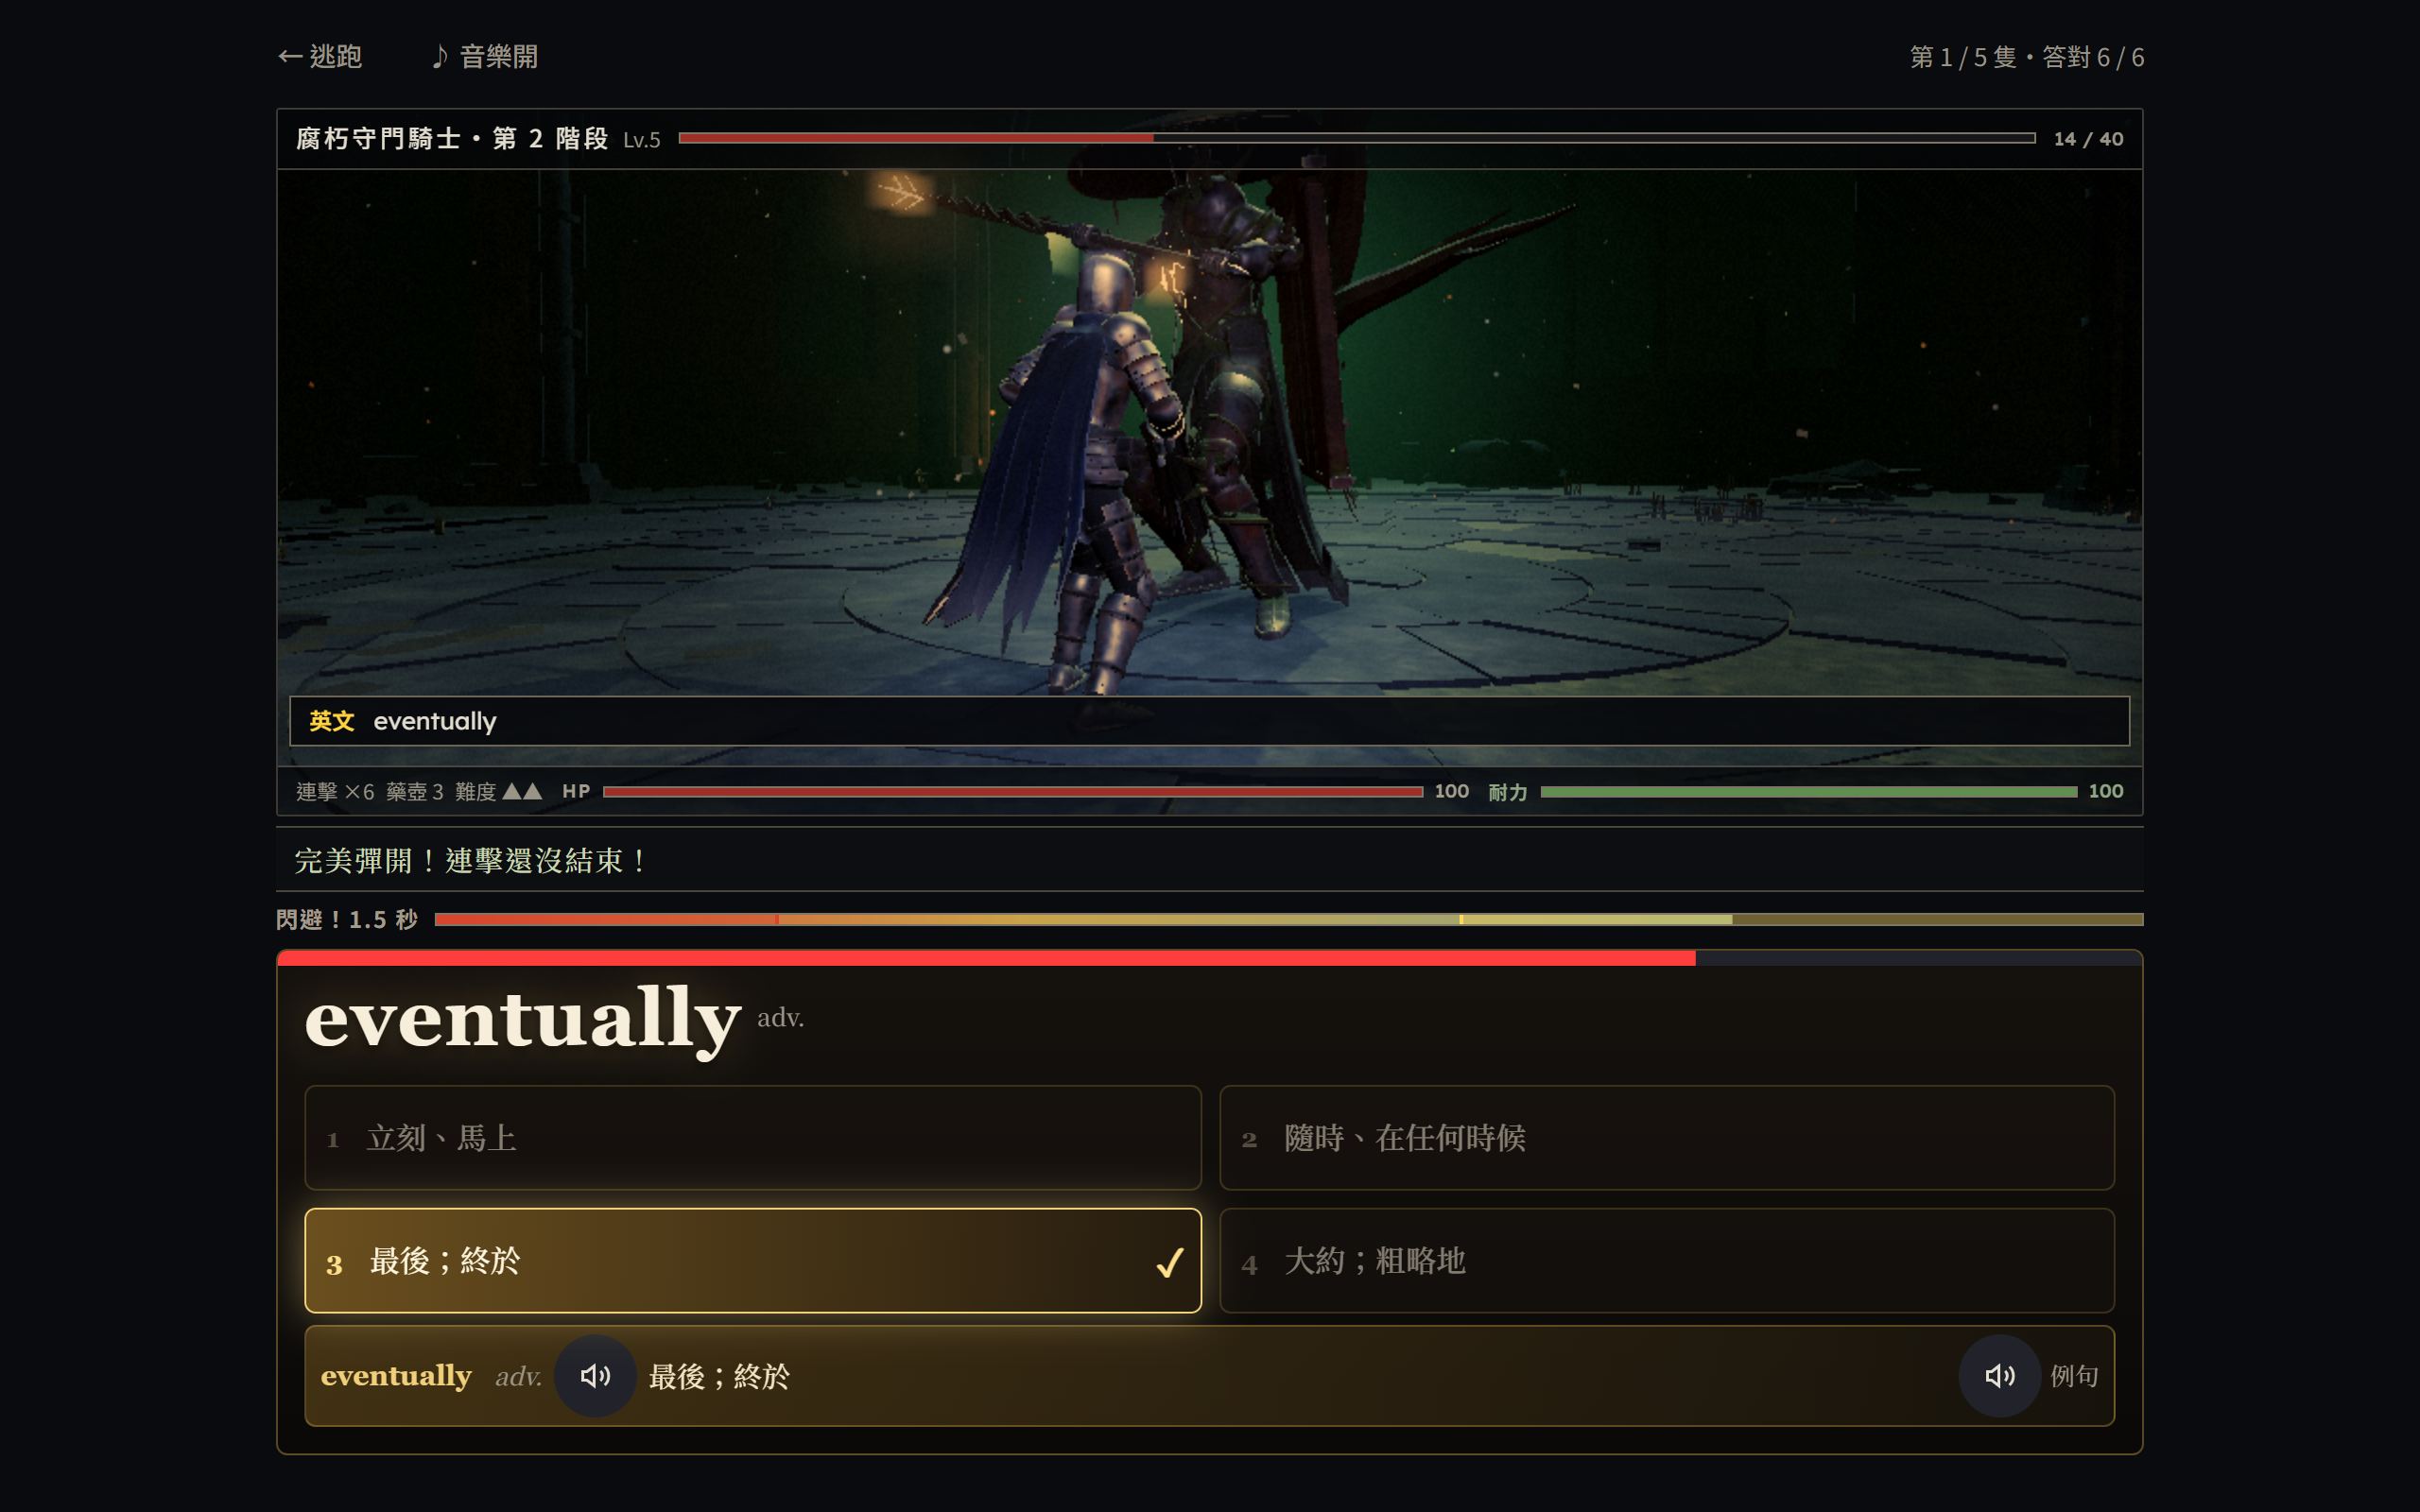 ← 逃跑 ♪ 音樂開 第 1 / 5 隻・答對 6 / 6
腐朽守門騎士・第 2 階段 Lv.5 14 / 40
英文 eventually
連擊 ×6 藥壺 3 難度 ▲▲ HP 100 耐力 100
完美彈開！連擊還沒結束！
閃避！1.5 秒
eventually adv.
1 立刻、馬上
2 隨時、在任何時候
3 最後；終於 ✓
4 大約；粗略地
eventually adv. 最後；終於 例句